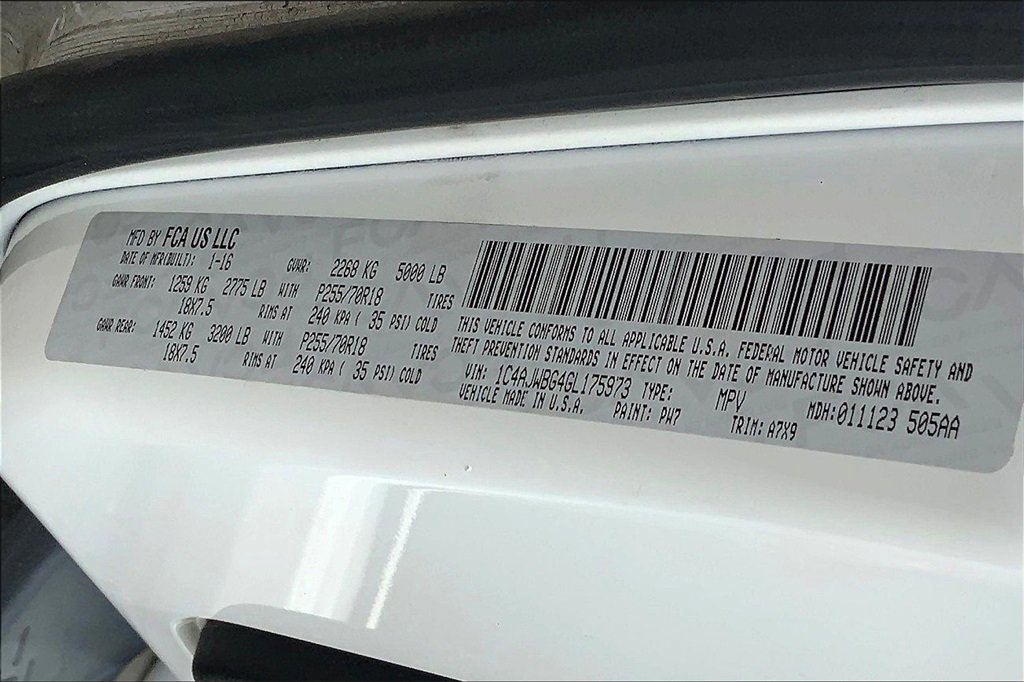 MFD BY FCA US LLC
DATE OF MFR(BUILT): 1-16 GVWR: 2268 KG 5000 LB
GAWR FRONT: 1259 KG 2775 LB WITH P255/70R18 TIRES
18X7.5 RIMS AT 240 KPA ( 35 PSI) COLD
GAWR REAR: 1452 KG 3200 LB WITH P255/70R18 TIRES
18X7.5 RIMS AT 240 KPA ( 35 PSI) COLD
THIS VEHICLE CONFORMS TO ALL APPLICABLE U.S.A. FEDERAL MOTOR VEHICLE SAFETY AND
THEFT PREVENTION STANDARDS IN EFFECT ON THE DATE OF MANUFACTURE SHOWN ABOVE.
VIN: 1C4AJWBG4GL175973 TYPE: MPV MDH:011123 505AA
VEHICLE MADE IN U.S.A. PAINT: PW7 TRIM: A7X9